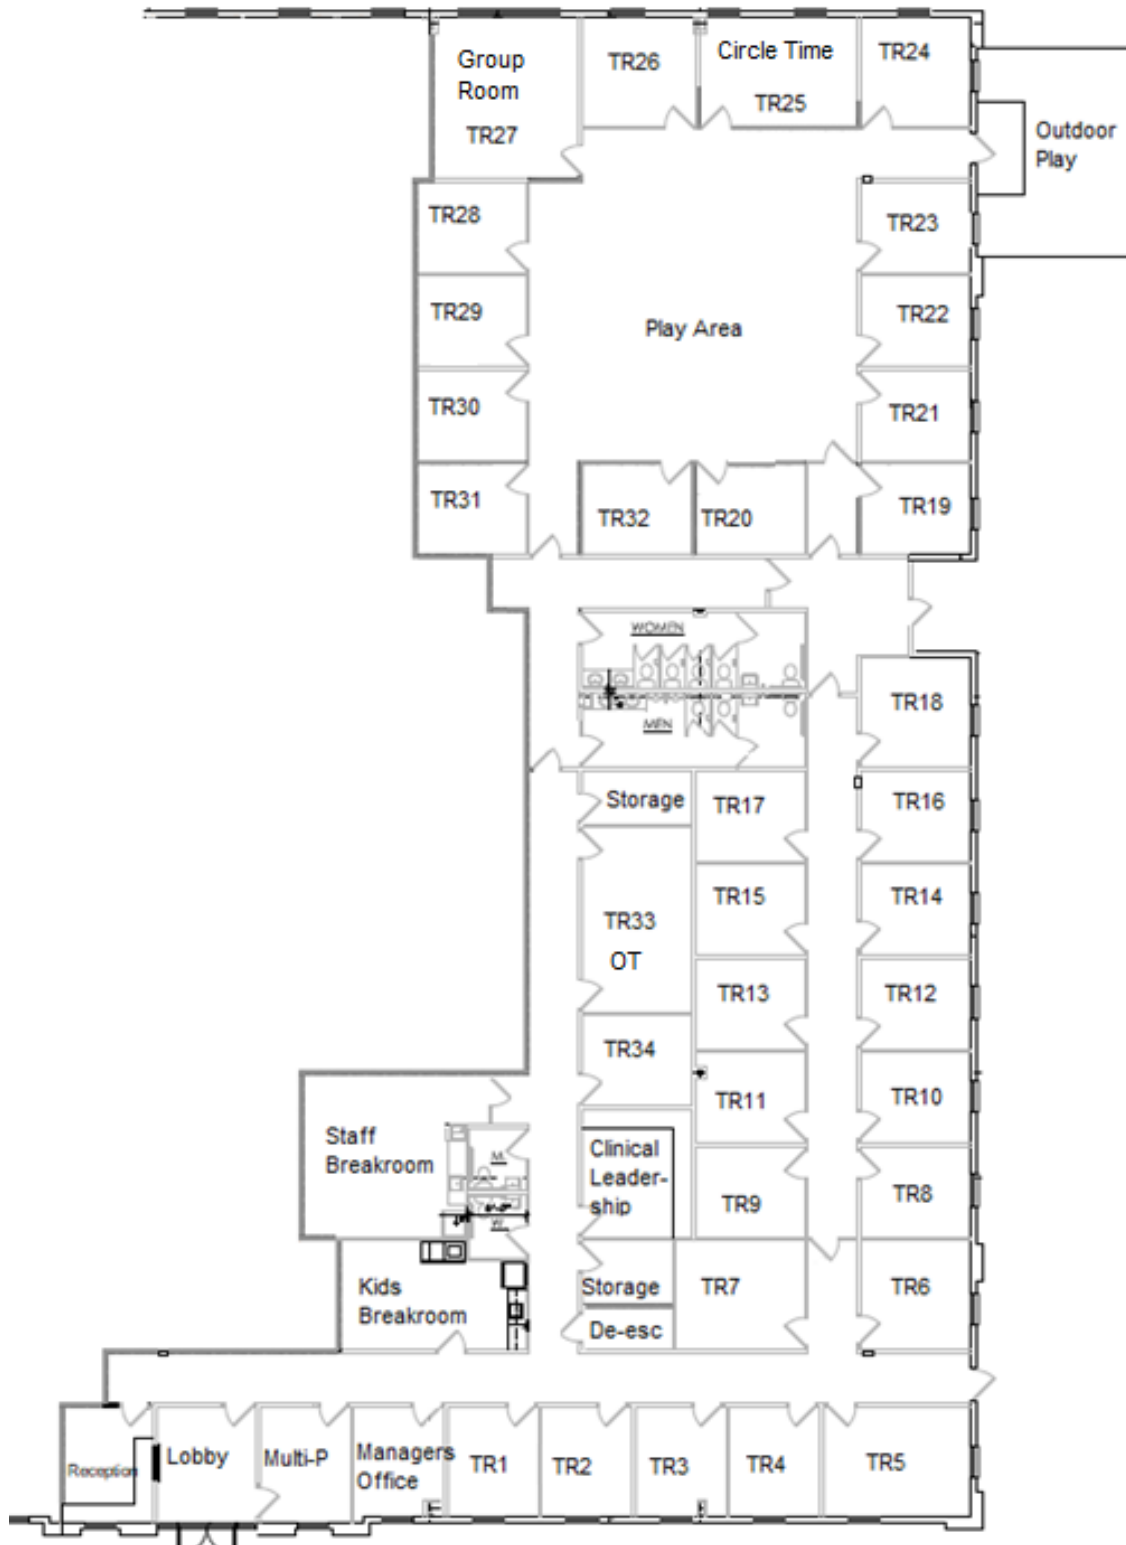 Group
Room
TR27
TR26
Circle Time
TR25
TR24
Outdoor
Play
TR28
TR23
TR29
TR22
Play Area
TR30
TR21
TR31
TR32
TR20
TR19
WOMEN
MEN
TR18
Storage
TR17
TR16
TR15
TR14
TR33
OT
TR13
TR12
TR34
TR11
TR10
Staff
Breakroom
M.
W.
Clinical
Leader-
ship
TR9
TR8
Kids
Breakroom
Storage
TR7
TR6
De-esc
Reception
Lobby
Multi-P
Managers
Office
TR1
TR2
TR3
TR4
TR5